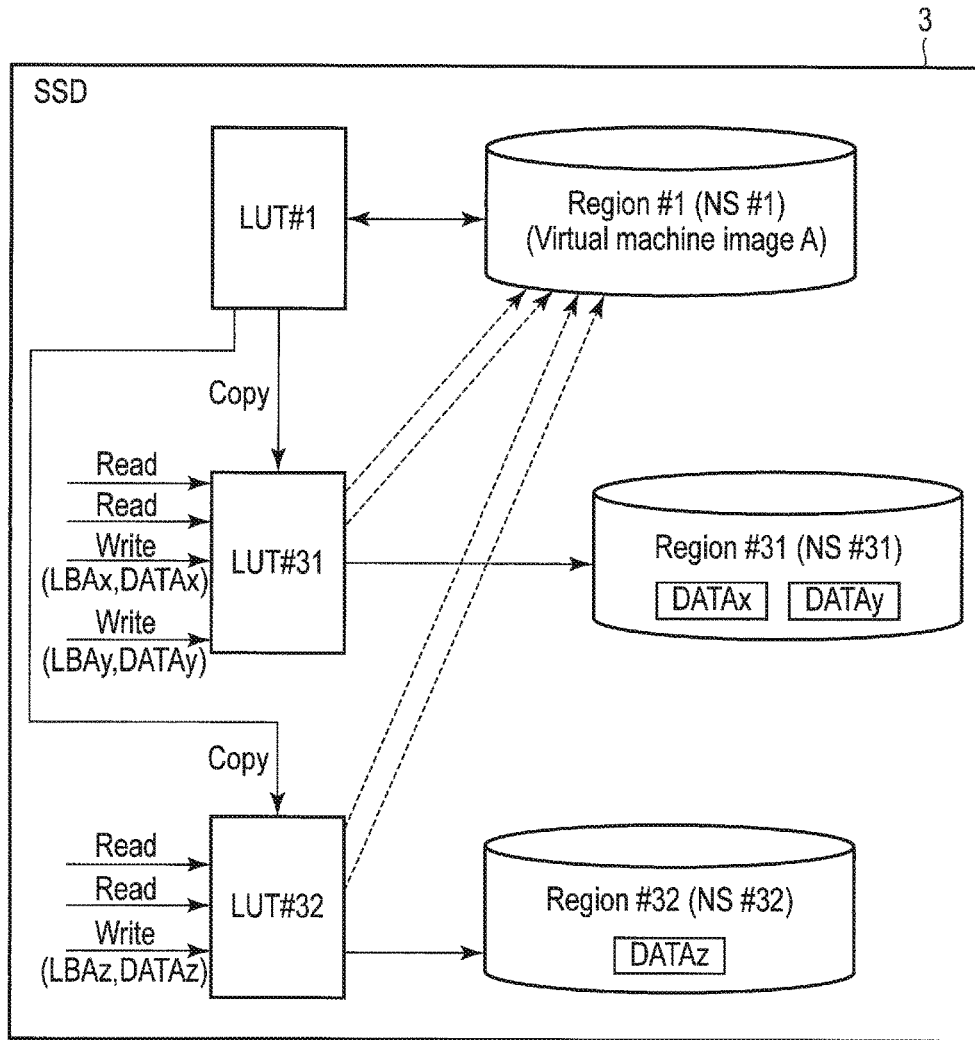 3
SSD
LUT#1
Region #1 (NS #1)
(Virtual machine image A)
Copy
Read
Read
Write
(LBAx,DATAx)
Write
(LBAy,DATAy)
LUT#31
Region #31 (NS #31)
DATAx
DATAy
Copy
Read
Read
Write
(LBAz,DATAz)
LUT#32
Region #32 (NS #32)
DATAz